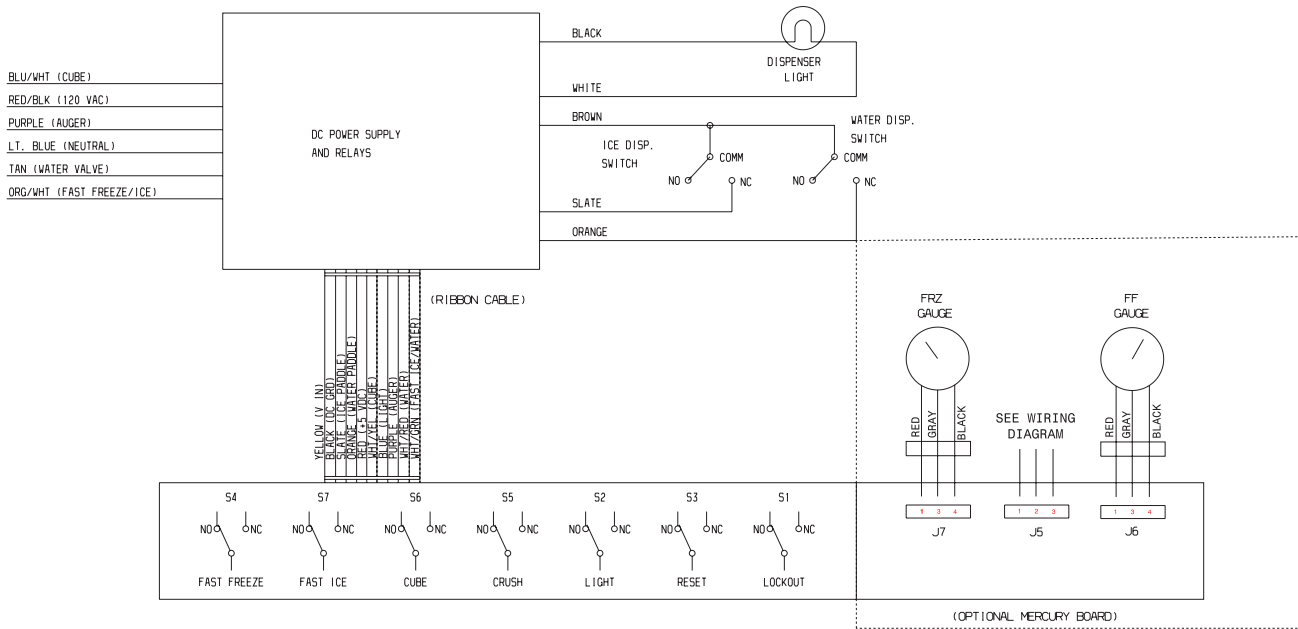 BLACK
DISPENSER
LIGHT
WHITE
BLU/WHT (CUBE)
RED/BLK (120 VAC)
PURPLE (AUGER)
LT. BLUE (NEUTRAL)
TAN (WATER VALVE)
ORG/WHT (FAST FREEZE/ICE)
DC POWER SUPPLY
AND RELAYS
BROWN
ICE DISP.
SWITCH
COMM
NO
NC
WATER DISP.
SWITCH
COMM
NO
NC
SLATE
ORANGE
(RIBBON CABLE)
YELLOW (V IN)
BLACK (DC GRD)
SLATE (ICE PADDLE)
ORANGE (WATER PADDLE)
RED (+5 VDC)
WHT/YEL (CUBE)
BLUE (LIGHT)
PURPLE (AUGER)
WHT/RED (WATER)
WHT/GRN (FAST ICE/WATER)
FRZ
GAUGE
RED
GRAY
BLACK
SEE WIRING
DIAGRAM
FF
GAUGE
RED
GRAY
BLACK
S4
NO
NC
FAST FREEZE
S7
NO
NC
FAST ICE
S6
NO
NC
CUBE
S5
NO
NC
CRUSH
S2
NO
NC
LIGHT
S3
NO
NC
RESET
S1
NO
NC
LOCKOUT
1 3 4
J7
1 2 3
J5
1 3 4
J6
(OPTIONAL MERCURY BOARD)